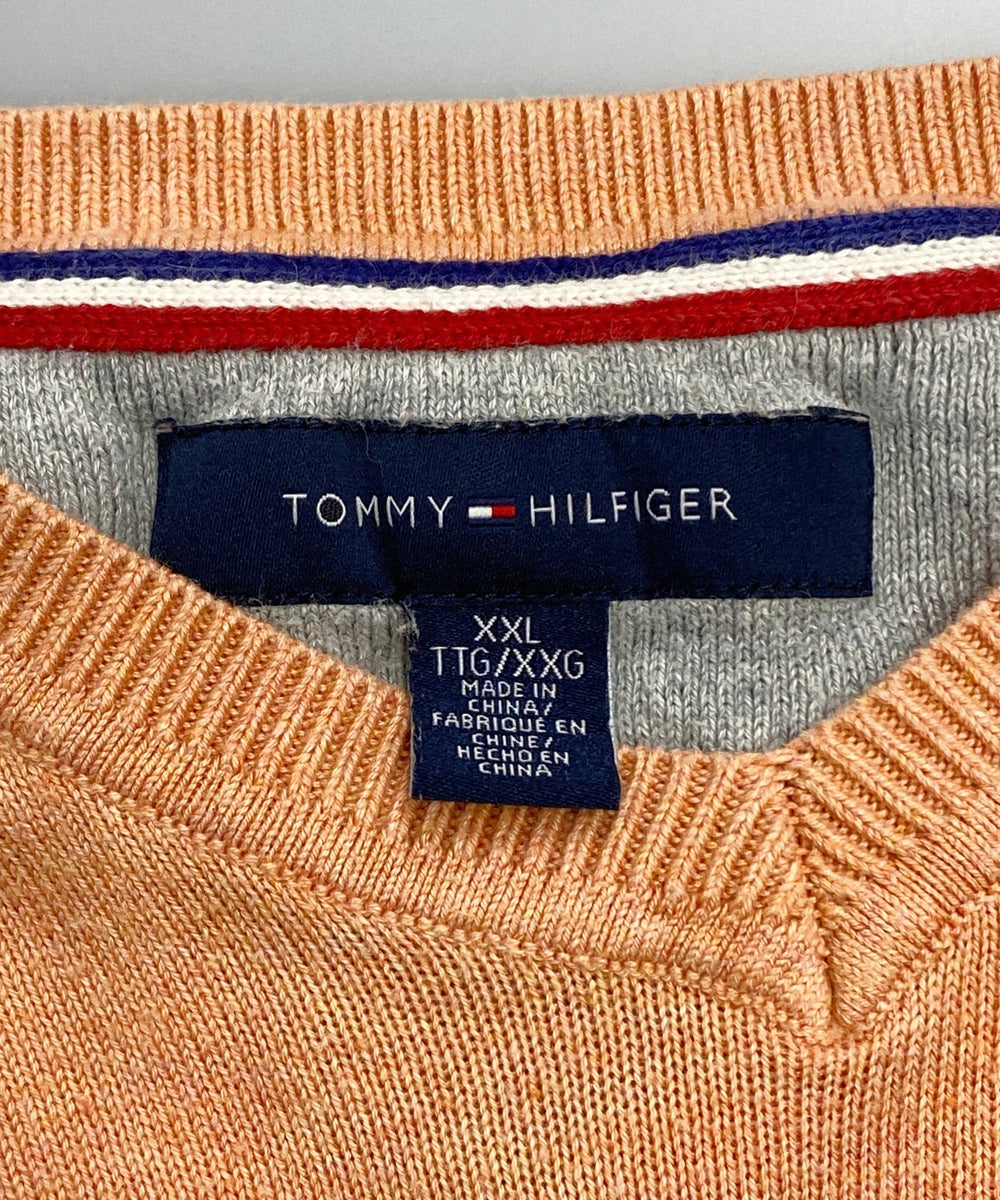 TOMMY HILFIGER
XXL
TTG/XXG
MADE IN
CHINA/
FABRIQUÉ EN
CHINE/
HECHO EN
CHINA